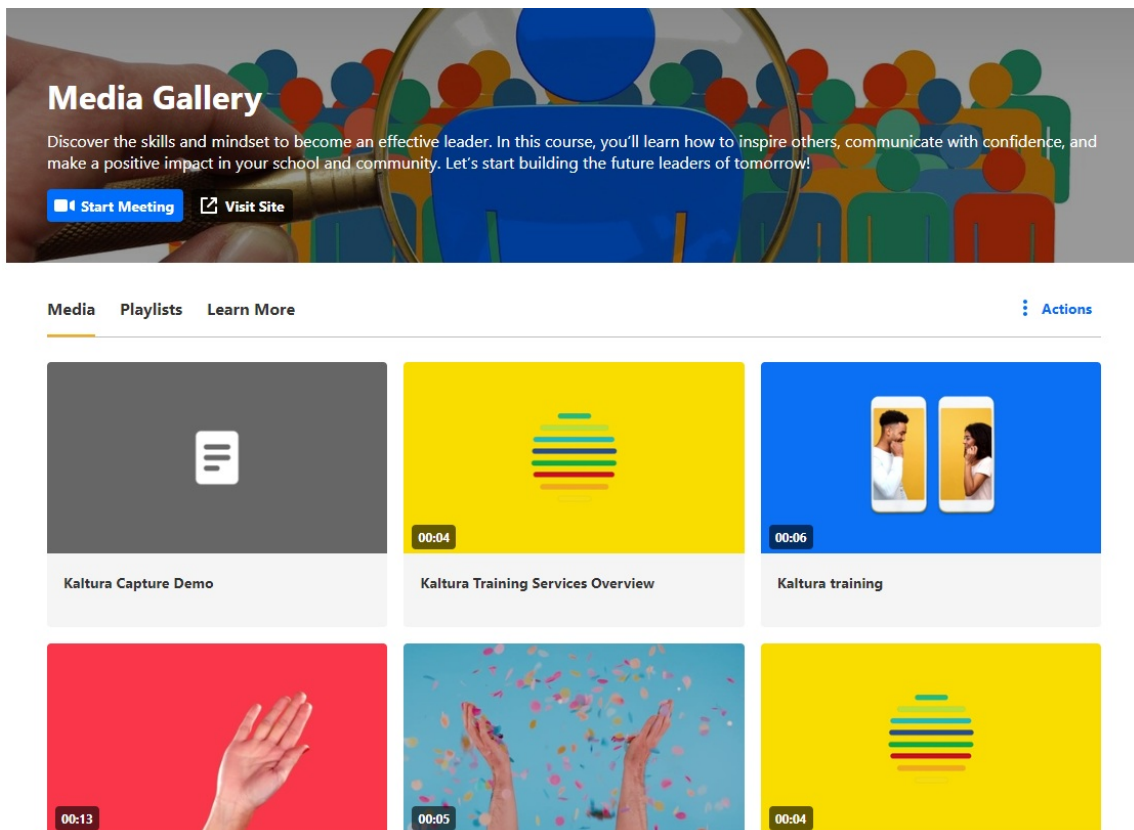 Media Gallery
Discover the skills and mindset to become an effective leader. In this course, you'll learn how to inspire others, communicate with confidence, and
make a positive impact in your school and community. Let's start building the future leaders of tomorrow!
Start Meeting Visit Site
Media Playlists Learn More Actions
00:04 00:06
Kaltura Capture Demo Kaltura Training Services Overview Kaltura training
00:13 00:05 00:04